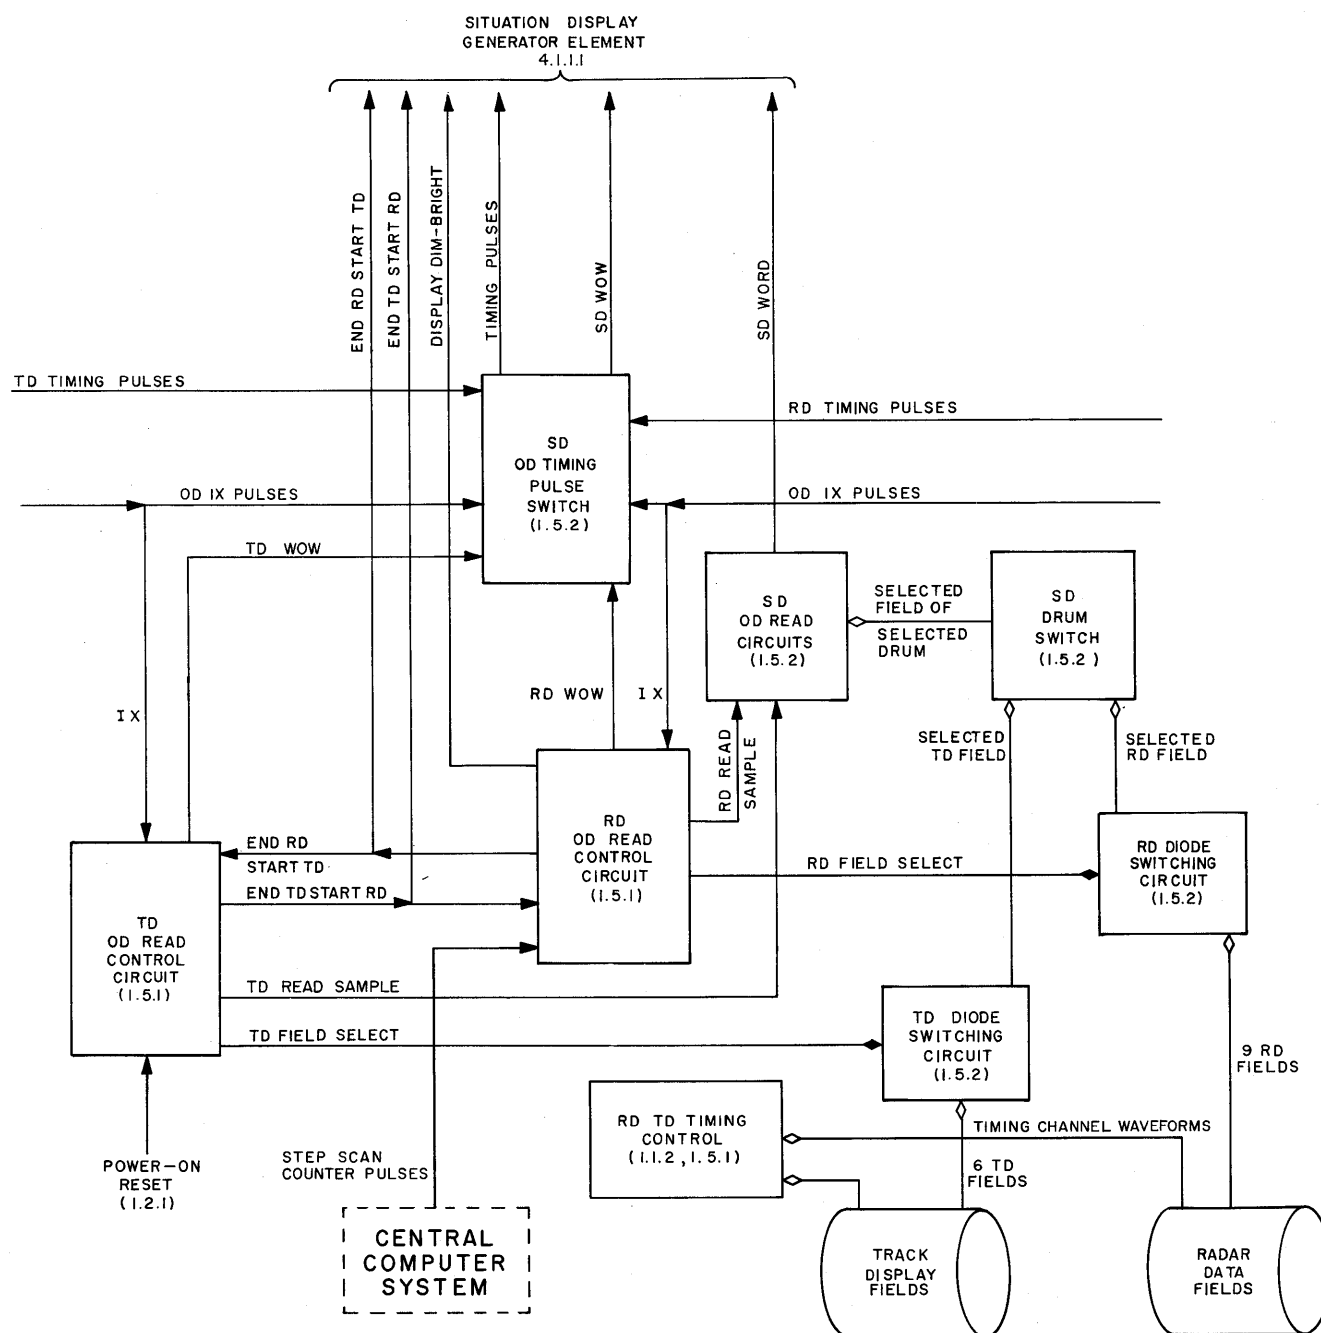 SITUATION DISPLAY
GENERATOR ELEMENT
4.1.1.1
END RD START TD
END TD START RD
DISPLAY DIM-BRIGHT
TIMING PULSES
SD WOW
SD WORD
TD TIMING PULSES
RD TIMING PULSES
SD
OD TIMING
PULSE
SWITCH
(1.5.2)
OD IX PULSES
OD IX PULSES
TD WOW
SD
OD READ
CIRCUITS
(1.5.2)
SELECTED
FIELD OF
SELECTED
DRUM
SD
DRUM
SWITCH
(1.5.2)
IX
RD WOW
IX
RD READ
SAMPLE
SELECTED
TD FIELD
SELECTED
RD FIELD
END RD
START TD
END TD START RD
RD
OD READ
CONTROL
CIRCUIT
(1.5.1)
RD FIELD SELECT
RD DIODE
SWITCHING
CIRCUIT
(1.5.2)
TD
OD READ
CONTROL
CIRCUIT
(1.5.1)
TD READ SAMPLE
TD FIELD SELECT
TD DIODE
SWITCHING
CIRCUIT
(1.5.2)
9 RD
FIELDS
RD TD TIMING
CONTROL
(1.1.2, 1.5.1)
TIMING CHANNEL WAVEFORMS
6 TD
FIELDS
POWER-ON
RESET
(1.2.1)
STEP SCAN
COUNTER PULSES
CENTRAL
COMPUTER
SYSTEM
TRACK
DISPLAY
FIELDS
RADAR
DATA
FIELDS